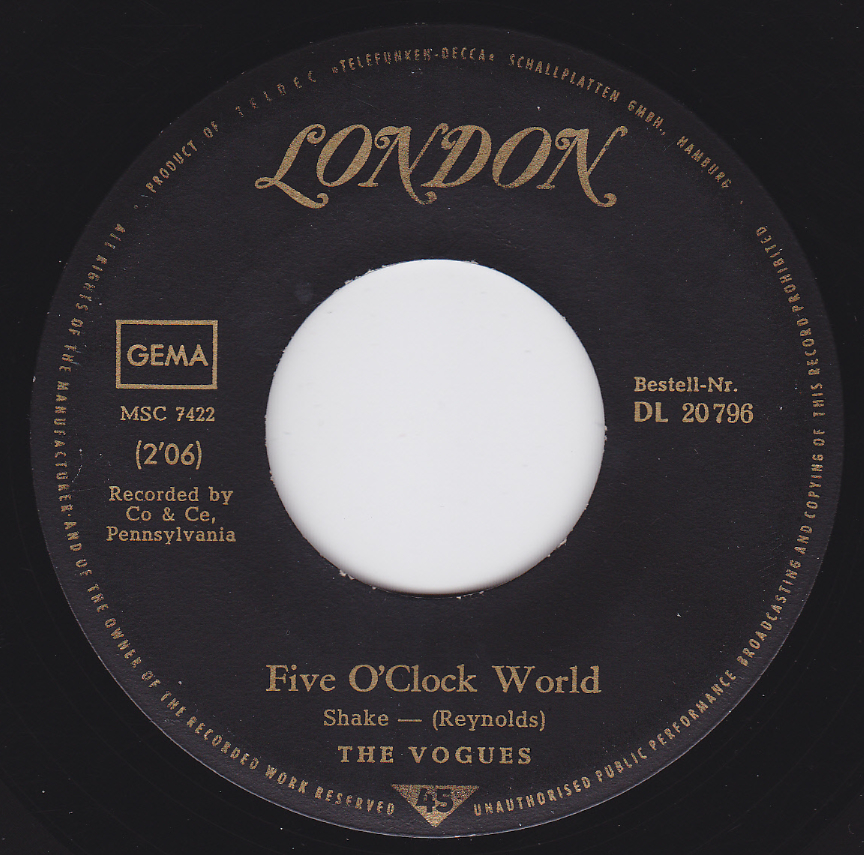 PRODUCT OF TELDEC »TELEFUNKEN-DECCA« SCHALLPLATTEN GMBH., HAMBURG
LONDON
GEMA
MSC 7422
(2'06)
Recorded by
Co & Ce,
Pennsylvania
Bestell-Nr.
DL 20 796
Five O'Clock World
Shake — (Reynolds)
THE VOGUES
45
ALL RIGHTS OF THE MANUFACTURER AND OF THE OWNER OF THE RECORDED WORK RESERVED
UNAUTHORISED PUBLIC PERFORMANCE BROADCASTING AND COPYING OF THIS RECORD PROHIBITED